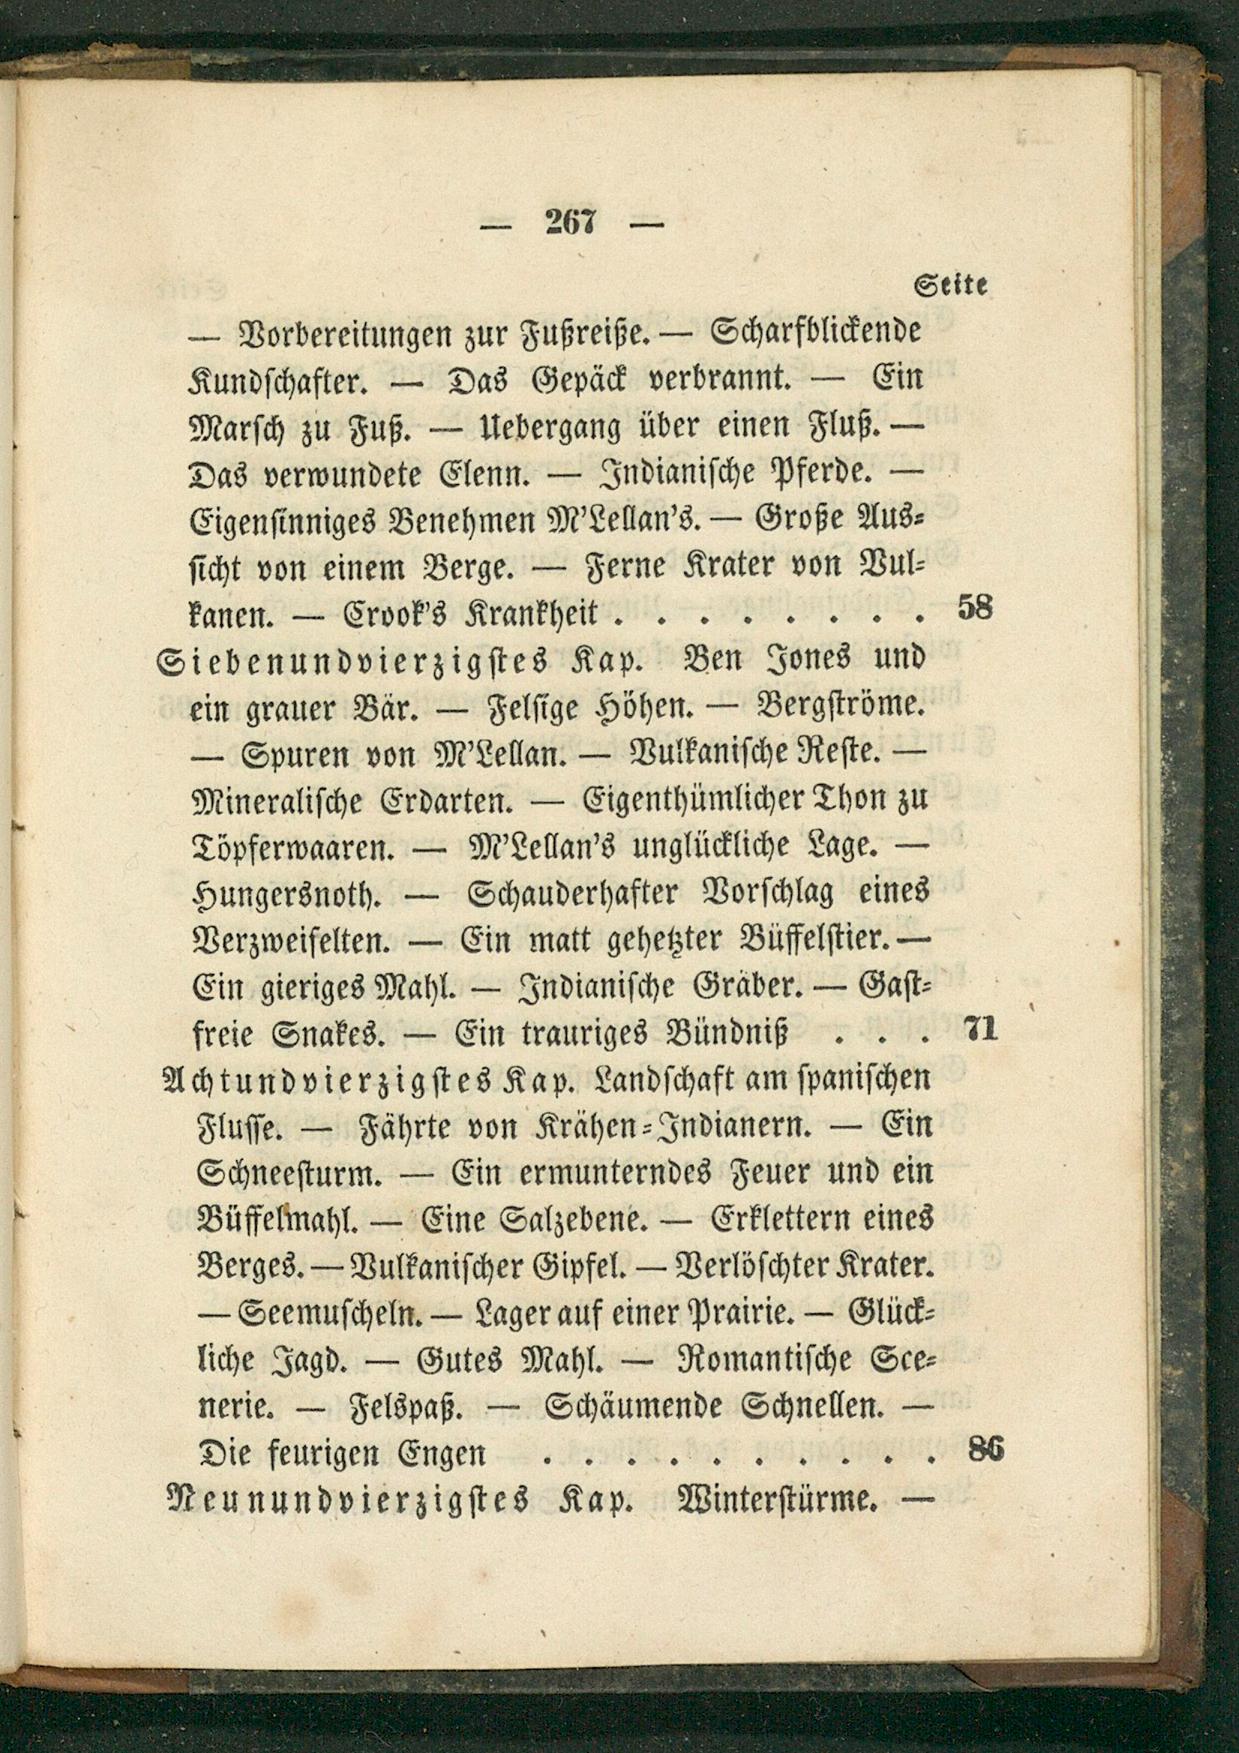 — 267 —
Seite
— Vorbereitungen zur Fußreiße. — Scharfblickende
Kundschafter. — Das Gepäck verbrannt. — Ein
Marsch zu Fuß. — Uebergang über einen Fluß. —
Das verwundete Elenn. — Indianische Pferde. —
Eigensinniges Benehmen M'Lellan's. — Große Aus-
sicht von einem Berge. — Ferne Krater von Vul-
kanen. — Crook's Krankheit . . . . . . . . 58
Siebenundvierzigstes Kap. Ben Jones und
ein grauer Bär. — Felsige Höhen. — Bergströme.
— Spuren von M'Lellan. — Vulkanische Reste. —
Mineralische Erdarten. — Eigenthümlicher Thon zu
Töpferwaaren. — M'Lellan's unglückliche Lage. —
Hungersnoth. — Schauderhafter Vorschlag eines
Verzweifelten. — Ein matt gehetzter Büffelstier. —
Ein gieriges Mahl. — Indianische Gräber. — Gast-
freie Snakes. — Ein trauriges Bündniß . . . 71
Achtundvierzigstes Kap. Landschaft am spanischen
Flusse. — Fährte von Krähen-Indianern. — Ein
Schneesturm. — Ein ermunterndes Feuer und ein
Büffelmahl. — Eine Salzebene. — Erklettern eines
Berges. — Vulkanischer Gipfel. — Verlöschter Krater.
— Seemuscheln. — Lager auf einer Prairie. — Glück-
liche Jagd. — Gutes Mahl. — Romantische Sce-
nerie. — Felspaß. — Schäumende Schnellen. —
Die feurigen Engen . . . . . . . . . . 86
Neunundvierzigstes Kap. Winterstürme. —